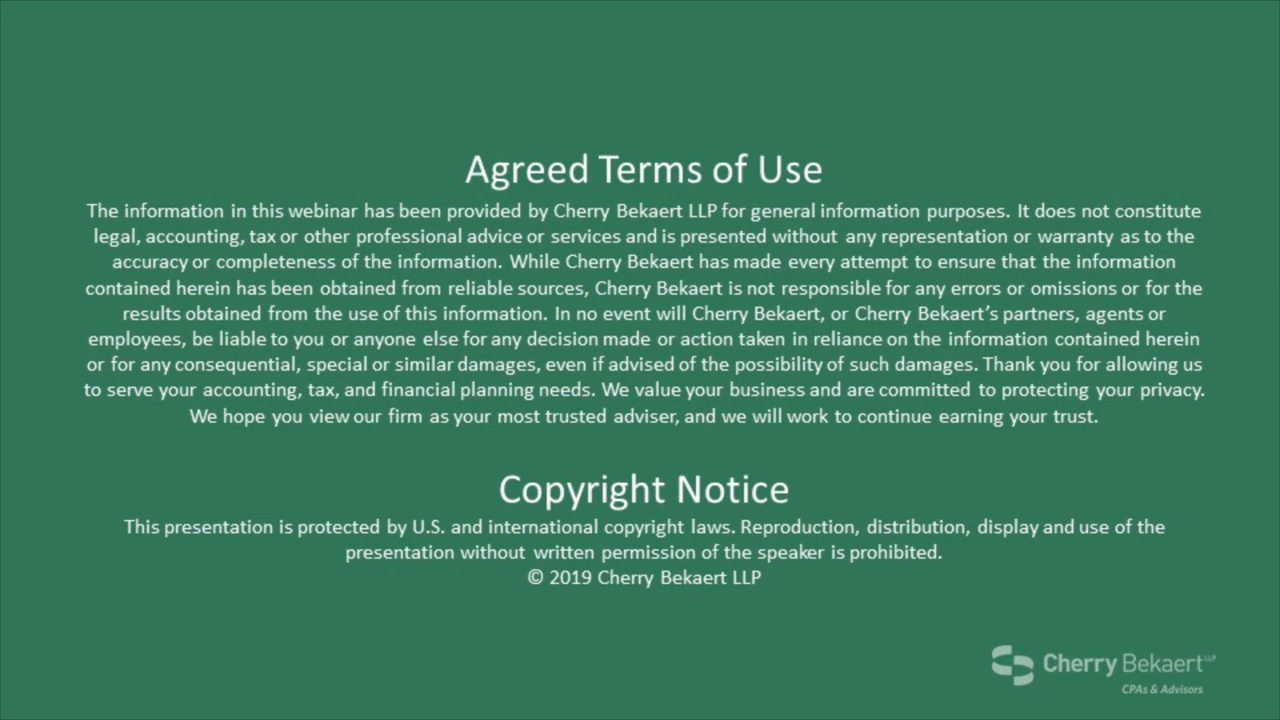 Agreed Terms of Use
The information in this webinar has been provided by Cherry Bekaert LLP for general information purposes. It does not constitute
legal, accounting, tax or other professional advice or services and is presented without any representation or warranty as to the
accuracy or completeness of the information. While Cherry Bekaert has made every attempt to ensure that the information
contained herein has been obtained from reliable sources, Cherry Bekaert is not responsible for any errors or omissions or for the
results obtained from the use of this information. In no event will Cherry Bekaert, or Cherry Bekaert’s partners, agents or
employees, be liable to you or anyone else for any decision made or action taken in reliance on the information contained herein
or for any consequential, special or similar damages, even if advised of the possibility of such damages. Thank you for allowing us
to serve your accounting, tax, and financial planning needs. We value your business and are committed to protecting your privacy.
We hope you view our firm as your most trusted adviser, and we will work to continue earning your trust.
Copyright Notice
This presentation is protected by U.S. and international copyright laws. Reproduction, distribution, display and use of the
presentation without written permission of the speaker is prohibited.
© 2019 Cherry Bekaert LLP
Cherry Bekaert LLP
CPAs & Advisors